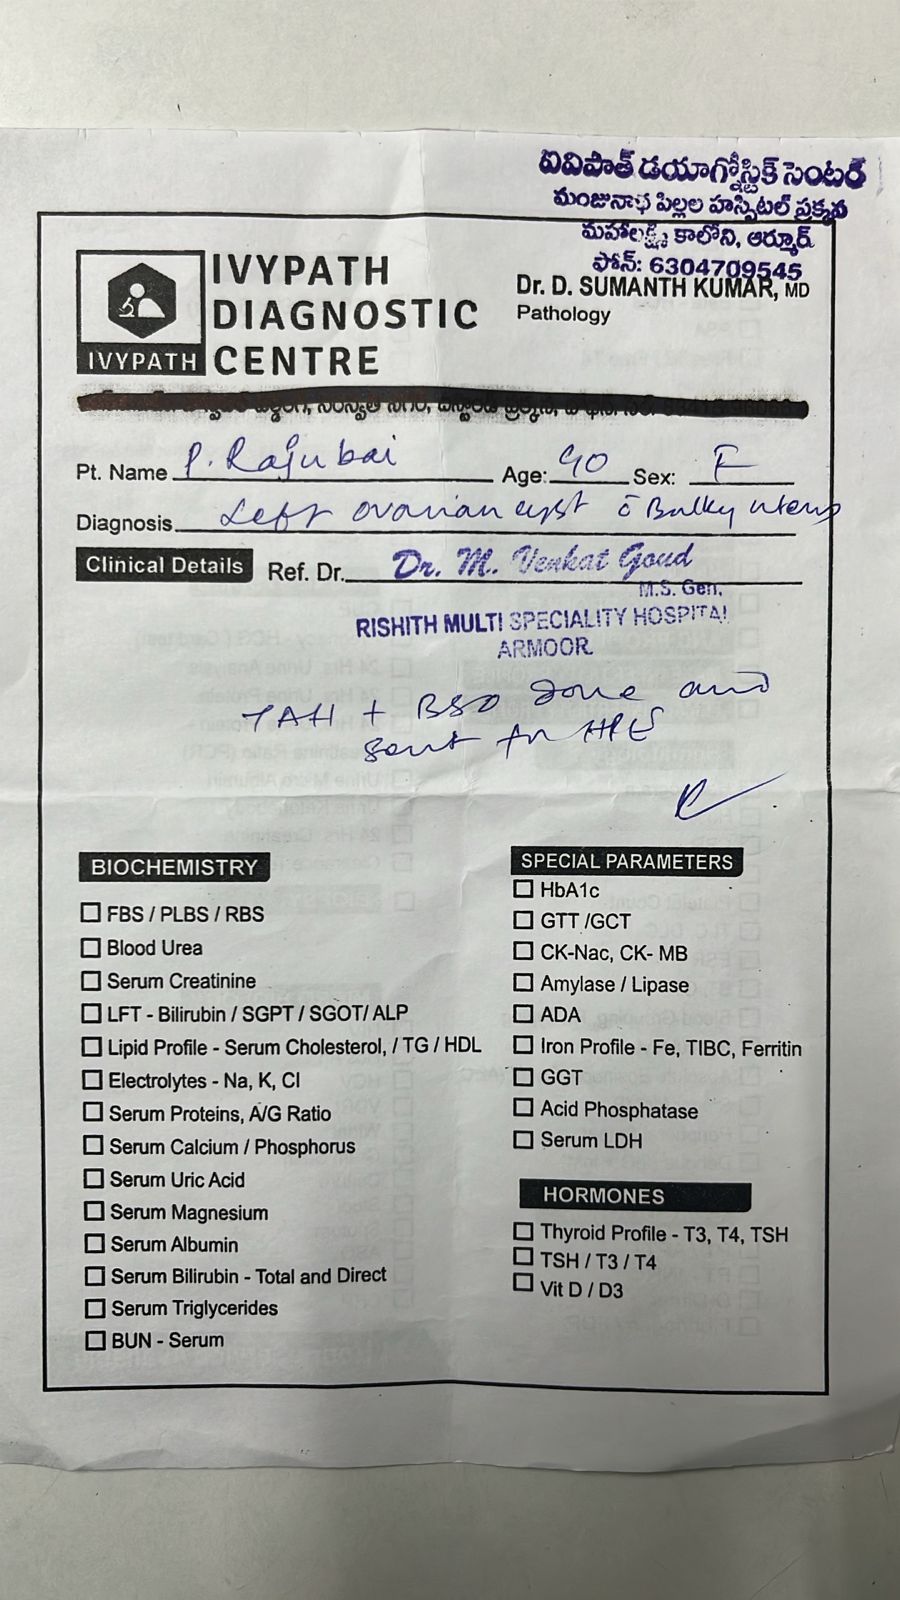 ఐవిపాత్ డయాగ్నోస్టిక్ సెంటర్
మంజునాథ పిల్లల హాస్పిటల్ ప్రక్కన
మహాలక్ష్మి కాలోని, ఆర్మూర్
ఫోన్: 6304709545
IVYPATH
DIAGNOSTIC
CENTRE
IVYPATH
Dr. D. SUMANTH KUMAR, MD
Pathology
Pt. Name P. Rajubai Age: 40 Sex: F
Diagnosis Left ovarian cyst c̄ Bulky uterus
Clinical Details Ref. Dr. Dr. M. Venkat Goud
M.S. Gen.
RISHITH MULTI SPECIALITY HOSPITAL
ARMOOR.
TAH + BSO done and
sent for HPE
BIOCHEMISTRY
FBS / PLBS / RBS
Blood Urea
Serum Creatinine
LFT - Bilirubin / SGPT / SGOT/ ALP
Lipid Profile - Serum Cholesterol, / TG / HDL
Electrolytes - Na, K, Cl
Serum Proteins, A/G Ratio
Serum Calcium / Phosphorus
Serum Uric Acid
Serum Magnesium
Serum Albumin
Serum Bilirubin - Total and Direct
Serum Triglycerides
BUN - Serum
SPECIAL PARAMETERS
HbA1c
GTT /GCT
CK-Nac, CK- MB
Amylase / Lipase
ADA
Iron Profile - Fe, TIBC, Ferritin
GGT
Acid Phosphatase
Serum LDH
HORMONES
Thyroid Profile - T3, T4, TSH
TSH / T3 / T4
Vit D / D3